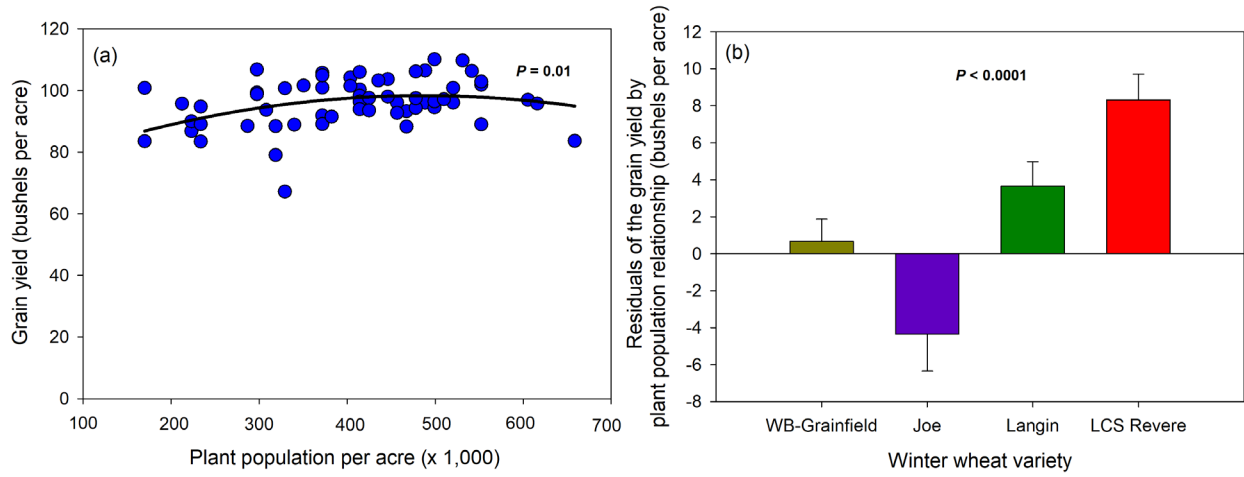 (a)
P = 0.01
Grain yield (bushels per acre)
120
100
80
60
40
20
0
100 200 300 400 500 600 700
Plant population per acre (x 1,000)
(b)
P < 0.0001
Residuals of the grain yield by
plant population relationship (bushels per acre)
12
10
8
6
4
2
0
-2
-4
-6
-8
WB-Grainfield Joe Langin LCS Revere
Winter wheat variety